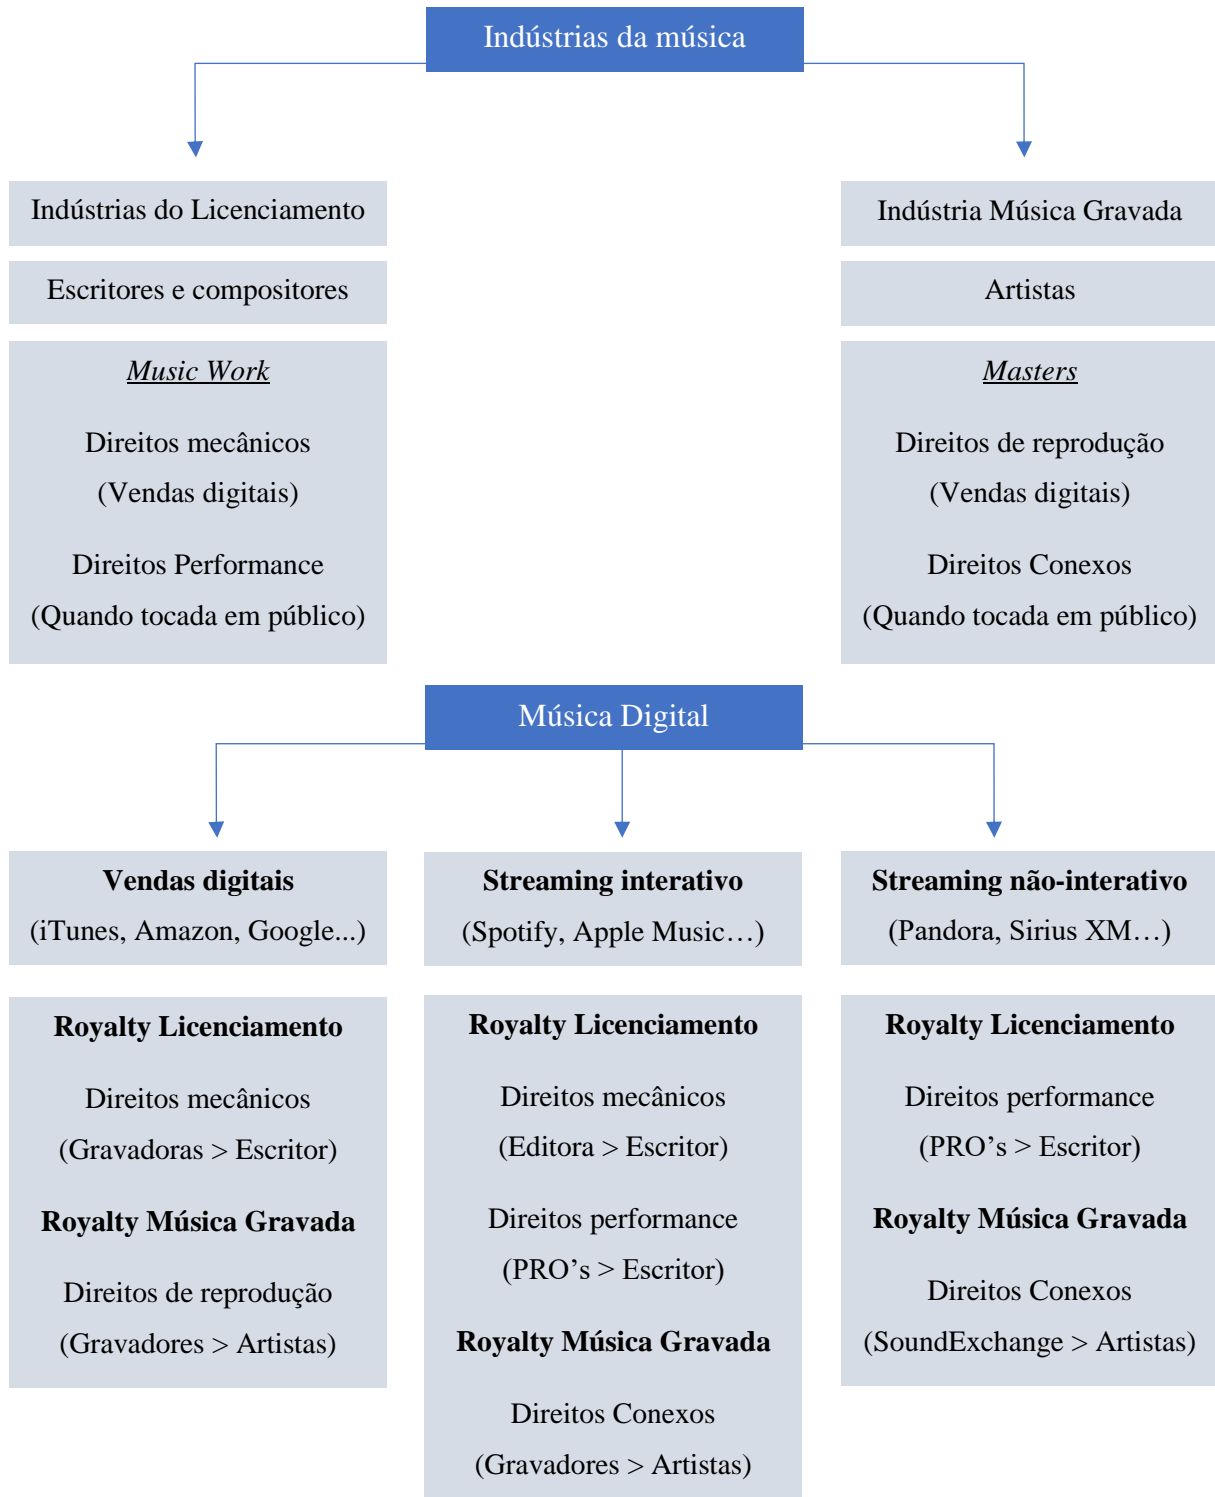 Indústrias da música
Indústrias do Licenciamento
Escritores e compositores
Music Work
Direitos mecânicos
(Vendas digitais)
Direitos Performance
(Quando tocada em público)
Indústria Música Gravada
Artistas
Masters
Direitos de reprodução
(Vendas digitais)
Direitos Conexos
(Quando tocada em público)
Música Digital
Vendas digitais
(iTunes, Amazon, Google...)
Royalty Licenciamento
Direitos mecânicos
(Gravadoras > Escritor)
Royalty Música Gravada
Direitos de reprodução
(Gravadores > Artistas)
Streaming interativo
(Spotify, Apple Music…)
Royalty Licenciamento
Direitos mecânicos
(Editora > Escritor)
Direitos performance
(PRO’s > Escritor)
Royalty Música Gravada
Direitos Conexos
(Gravadores > Artistas)
Streaming não-interativo
(Pandora, Sirius XM…)
Royalty Licenciamento
Direitos performance
(PRO’s > Escritor)
Royalty Música Gravada
Direitos Conexos
(SoundExchange > Artistas)